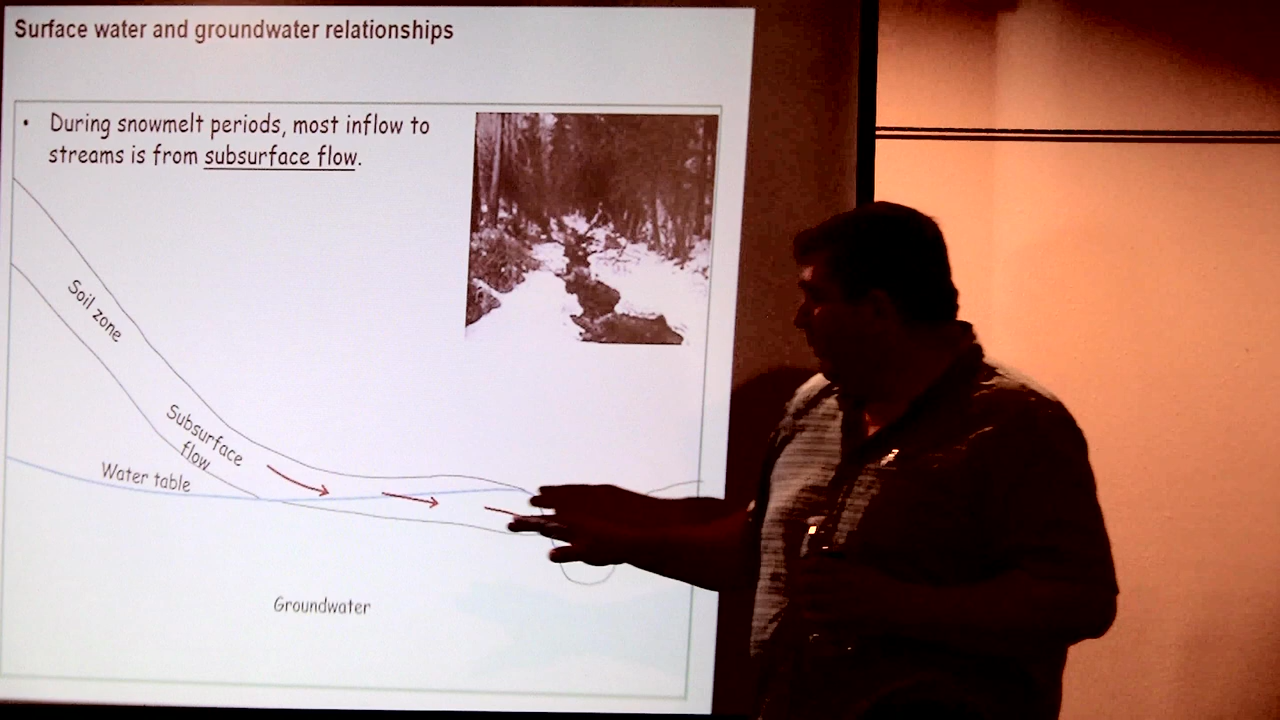 Surface water and groundwater relationships
• During snowmelt periods, most inflow to
streams is from subsurface flow.
Soil zone
Subsurface
flow
Water table
Groundwater